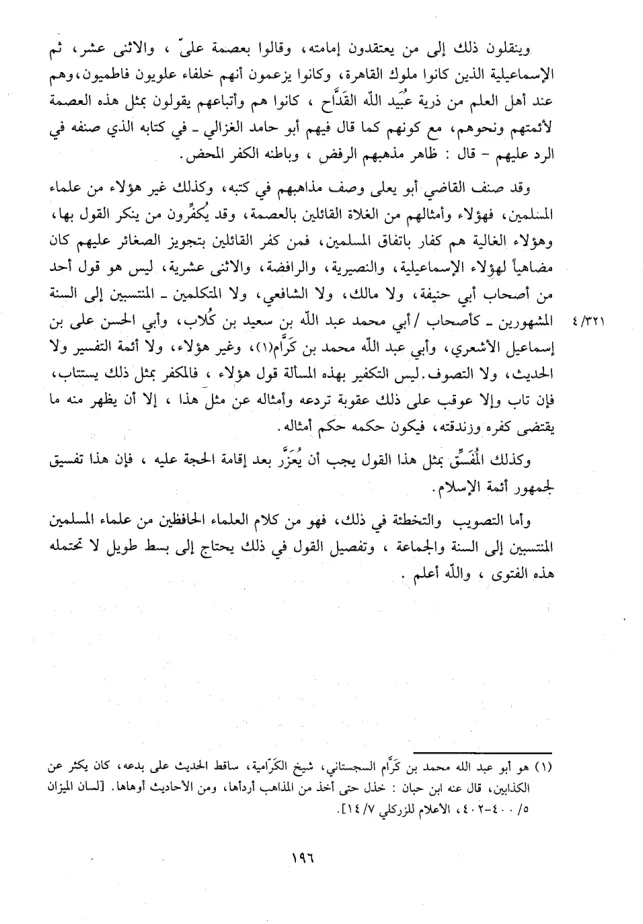 وينقلون ذلك إلى من يعتقدون إمامته، وقالوا بعصمة علىّ ، والاثنى عشر، ثم
الإسماعيلية الذين كانوا ملوك القاهرة، وكانوا يزعمون أنهم خلفاء علويون فاطميون،وهم
عند أهل العلم من ذرية عُبَيد الله القَدَّاح ، كانوا هم وأتباعهم يقولون بمثل هذه العصمة
لأئمتهم ونحوهم، مع كونهم كما قال فيهم أبو حامد الغزالي ـ في كتابه الذي صنفه في
الرد عليهم – قال : ظاهر مذهبهم الرفض ، وباطنه الكفر المحض.
وقد صنف القاضي أبو يعلى وصف مذاهبهم في كتبه، وكذلك غير هؤلاء من علماء
المسلمين، فهؤلاء وأمثالهم من الغلاة القائلين بالعصمة، وقد يُكفِّرون من ينكر القول بها،
وهؤلاء الغالية هم كفار باتفاق المسلمين، فمن كفر القائلين بتجويز الصغائر عليهم كان
مضاهياً لهؤلاء الإسماعيلية، والنصيرية، والرافضة، والاثنى عشرية، ليس هو قول أحد
من أصحاب أبي حنيفة، ولا مالك، ولا الشافعي، ولا المتكلمين ـ المنتسبين إلى السنة
٤/٣٢١ المشهورين ـ كأصحاب / أبي محمد عبد الله بن سعيد بن كُلاب، وأبي الحسن على بن
إسماعيل الأشعري، وأبي عبد الله محمد بن كَرَّام(١)، وغير هؤلاء، ولا أئمة التفسير ولا
الحديث، ولا التصوف. ليس التكفير بهذه المسألة قول هؤلاء ، فالمكفر بمثل ذلك يستتاب،
فإن تاب وإلا عوقب على ذلك عقوبة تردعه وأمثاله عن مثل هذا ، إلا أن يظهر منه ما
يقتضى كفره وزندقته، فيكون حكمه حكم أمثاله.
وكذلك المُفَسِّق بمثل هذا القول يجب أن يُعَزَّر بعد إقامة الحجة عليه ، فإن هذا تفسيق
لجمهور أئمة الإسلام.
وأما التصويب والتخطئة في ذلك، فهو من كلام العلماء الحافظين من علماء المسلمين
المنتسبين إلى السنة والجماعة ، وتفصيل القول في ذلك يحتاج إلى بسط طويل لا تحتمله
هذه الفتوى ، والله أعلم .
(١) هو أبو عبد الله محمد بن كَرَّام السجستاني، شيخ الكَرَّامية، ساقط الحديث على بدعه، كان يكثر عن
الكذابين، قال عنه ابن حبان : خذل حتى أخذ من المذاهب أردأها، ومن الأحاديث أوهاها. [لسان الميزان
٥/ ٤٠٠-٤٠٢، الأعلام للزركلي ١٤/٧].
١٩٦